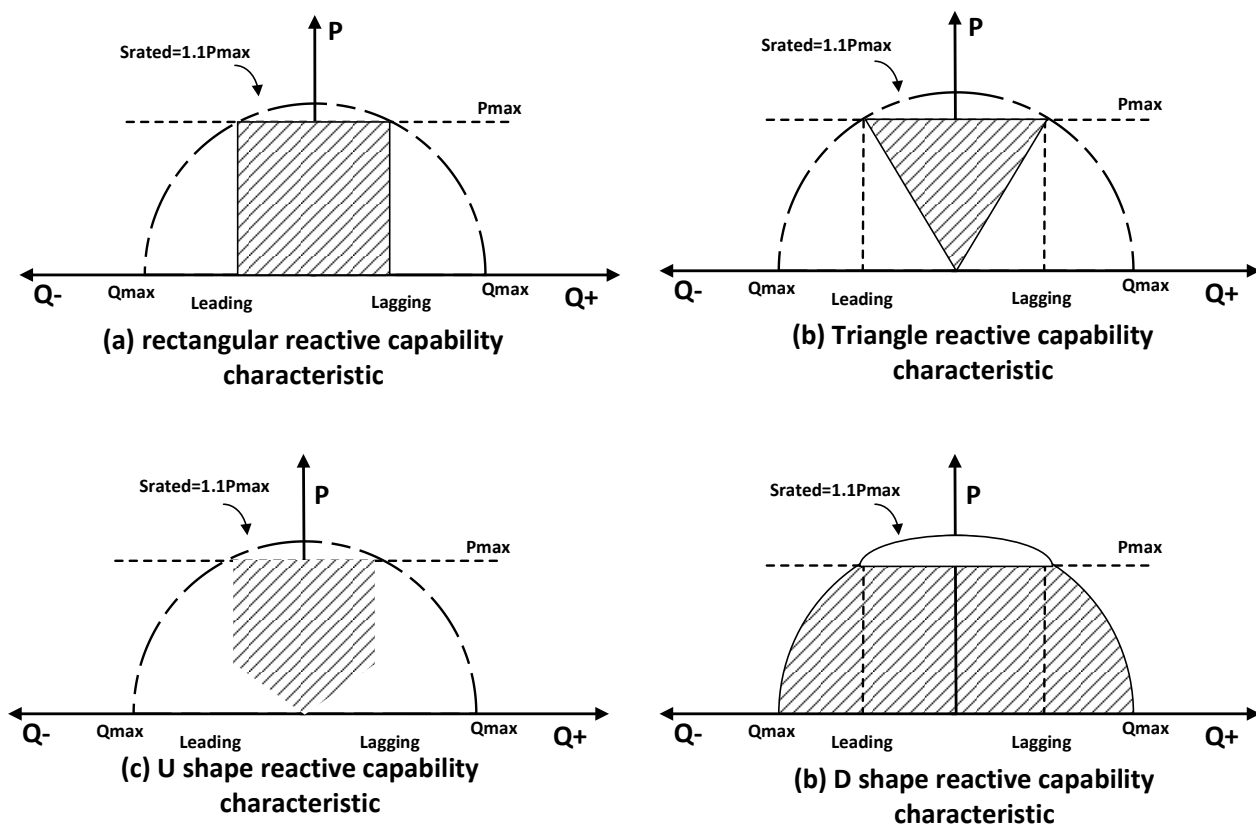 P
Srated=1.1Pmax
Pmax
Q-
Qmax
Leading
Lagging
Qmax
Q+
(a) rectangular reactive capability
characteristic
P
Srated=1.1Pmax
Pmax
Q-
Qmax
Leading
Lagging
Qmax
Q+
(b) Triangle reactive capability
characteristic
Srated=1.1Pmax
P
Pmax
Q-
Qmax
Leading
Lagging
Qmax
Q+
(c) U shape reactive capability
characteristic
Srated=1.1Pmax
P
Pmax
Q-
Qmax
Leading
Lagging
Qmax
Q+
(b) D shape reactive capability
characteristic